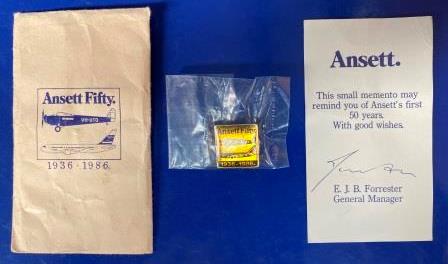 Ansett Fifty.
VH-UTO
1936-1986.
Ansett Fifty.
1936-1986.
Ansett.
This small memento may
remind you of Ansett's first
50 years.
With good wishes.
E. J. B. Forrester
General Manager